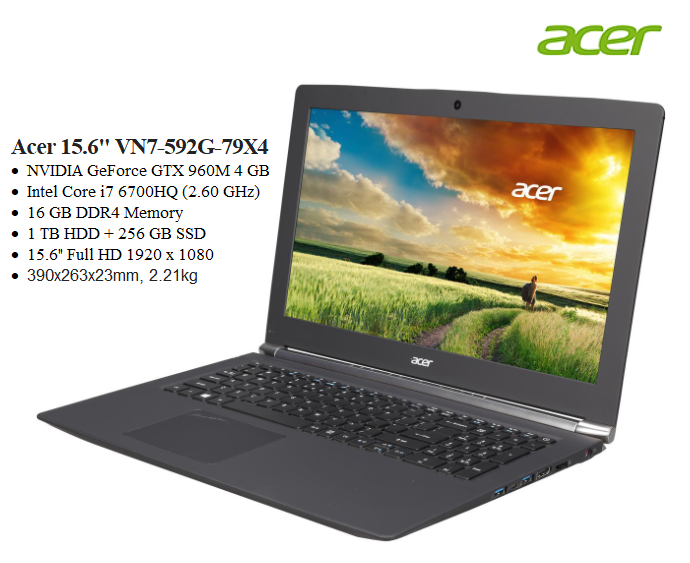 acer
Acer 15.6" VN7-592G-79X4
• NVIDIA GeForce GTX 960M 4 GB
• Intel Core i7 6700HQ (2.60 GHz)
• 16 GB DDR4 Memory
• 1 TB HDD + 256 GB SSD
• 15.6" Full HD 1920 x 1080
• 390x263x23mm, 2.21kg
acer
acer